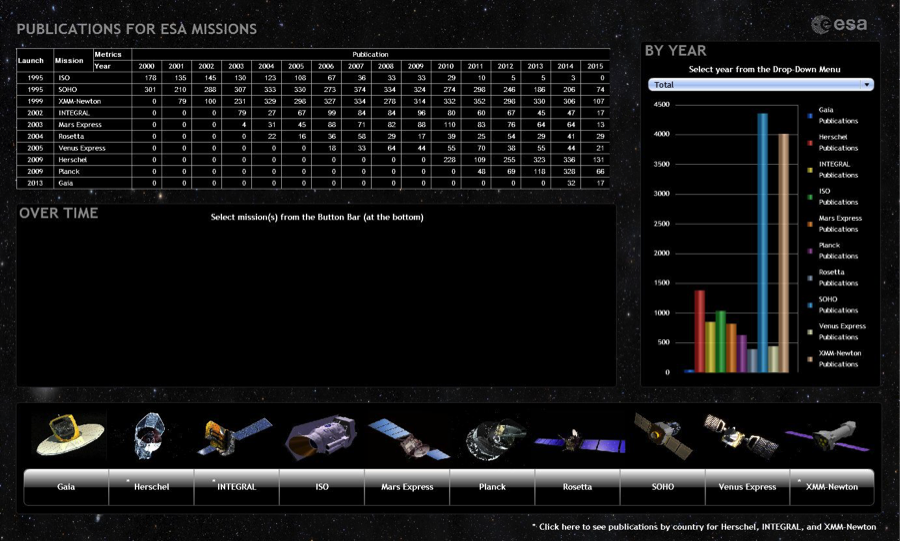 PUBLICATIONS FOR ESA MISSIONS
esa
Launch Mission Metrics Publication
Year 2000 2001 2002 2003 2004 2005 2006 2007 2008 2009 2010 2011 2012 2013 2014 2015
1995 ISO 178 135 145 130 123 108 67 36 33 33 29 10 5 5 3 0
1995 SOHO 301 210 288 307 333 330 273 374 334 324 274 298 246 186 206 74
1999 XMM-Newton 0 79 100 231 329 298 327 334 278 314 332 352 298 330 306 107
2002 INTEGRAL 0 0 0 79 27 67 99 84 84 96 80 60 67 45 44 17
2003 Mars Express 0 0 0 4 31 45 88 71 82 88 110 83 76 64 64 13
2004 Rosetta 0 0 0 0 22 16 36 58 29 17 39 25 54 29 41 29
2005 Venus Express 0 0 0 0 0 0 18 33 64 44 55 70 38 55 44 21
2009 Herschel 0 0 0 0 0 0 0 0 0 0 228 109 255 323 336 131
2009 Planck 0 0 0 0 0 0 0 0 0 0 0 48 69 118 328 66
2013 Gaia 0 0 0 0 0 0 0 0 0 0 0 0 0 0 32 17
OVER TIME
Select mission(s) from the Button Bar (at the bottom)
BY YEAR
Select year from the Drop-Down Menu
Total
4500
4000
3500
3000
2500
2000
1500
1000
500
0
Gaia
Publications
Herschel
Publications
INTEGRAL
Publications
ISO
Publications
Mars Express
Publications
Planck
Publications
Rosetta
Publications
SOHO
Publications
Venus Express
Publications
XMM-Newton
Publications
Gaia * Herschel * INTEGRAL ISO Mars Express Planck Rosetta SOHO Venus Express * XMM-Newton
* Click here to see publications by country for Herschel, INTEGRAL, and XMM-Newton